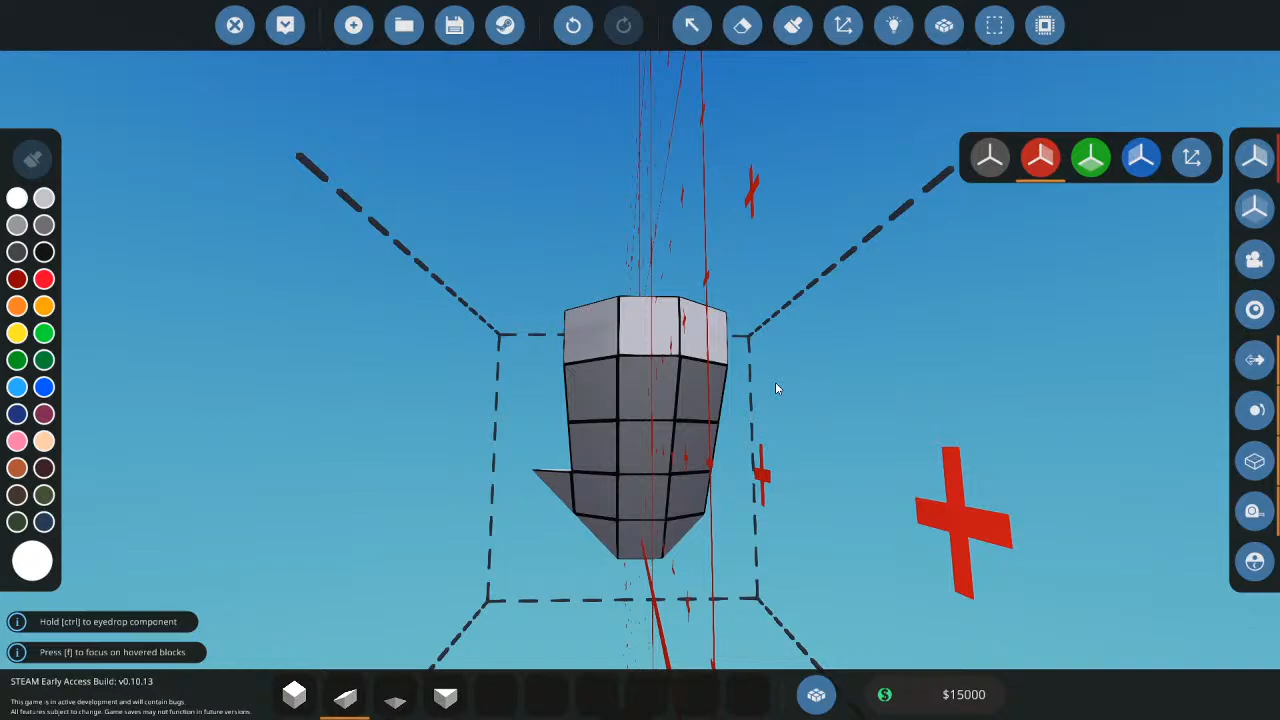 Hold [ctrl] to eyedrop component
Press [f] to focus on hovered blocks
STEAM Early Access Build: v0.10.13
This game is in active development and will contain bugs
All features subject to change. Game saves may not function in future versions.
$15000